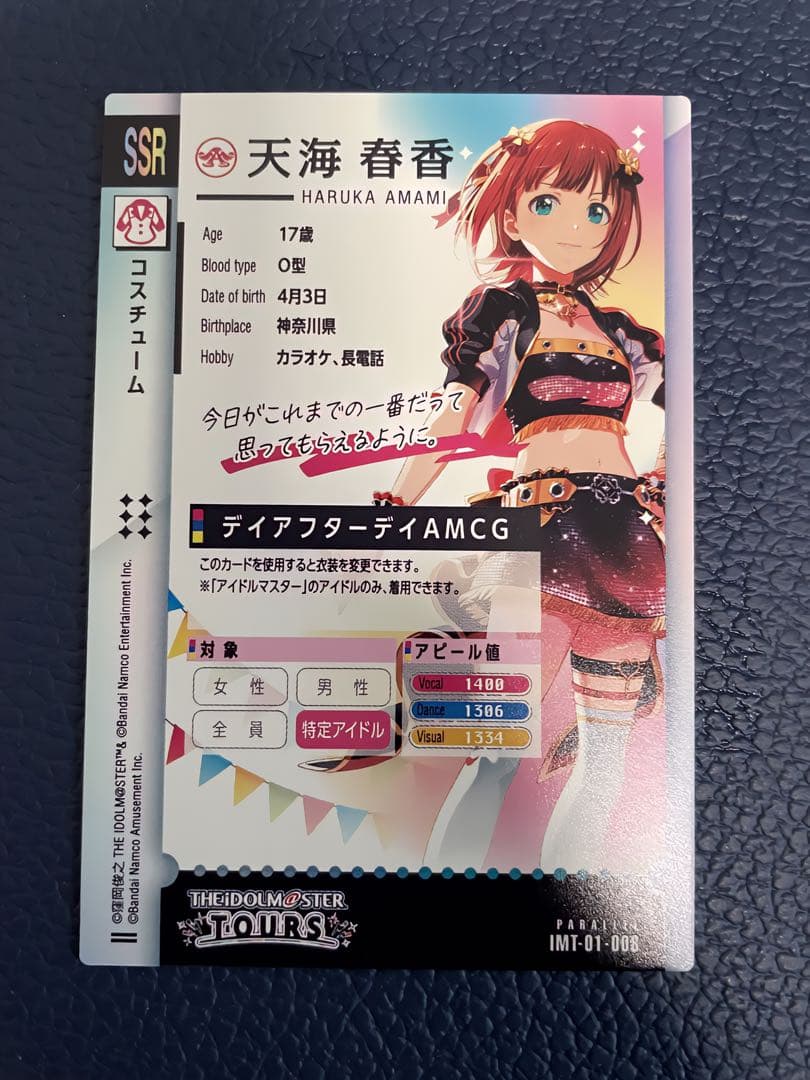 SSR
コスチューム
天海 春香
HARUKA AMAMI
Age 17歳
Blood type O型
Date of birth 4月3日
Birthplace 神奈川県
Hobby カラオケ、長電話
今日がこれまでの一番だって
思ってもらえるように。
デイアフターデイAMCG
このカードを使用すると衣装を変更できます。
※「アイドルマスター」のアイドルのみ、着用できます。
対象
女性
男性
全員
特定アイドル
アピール値
Vocal 1400
Dance 1306
Visual 1334
©窪岡俊之 THE IDOLM@STER™& ©Bandai Namco Entertainment Inc.
©Bandai Namco Amusement Inc.
THE iDOLM@STER
TOURS
PARALLEL
IMT-01-008